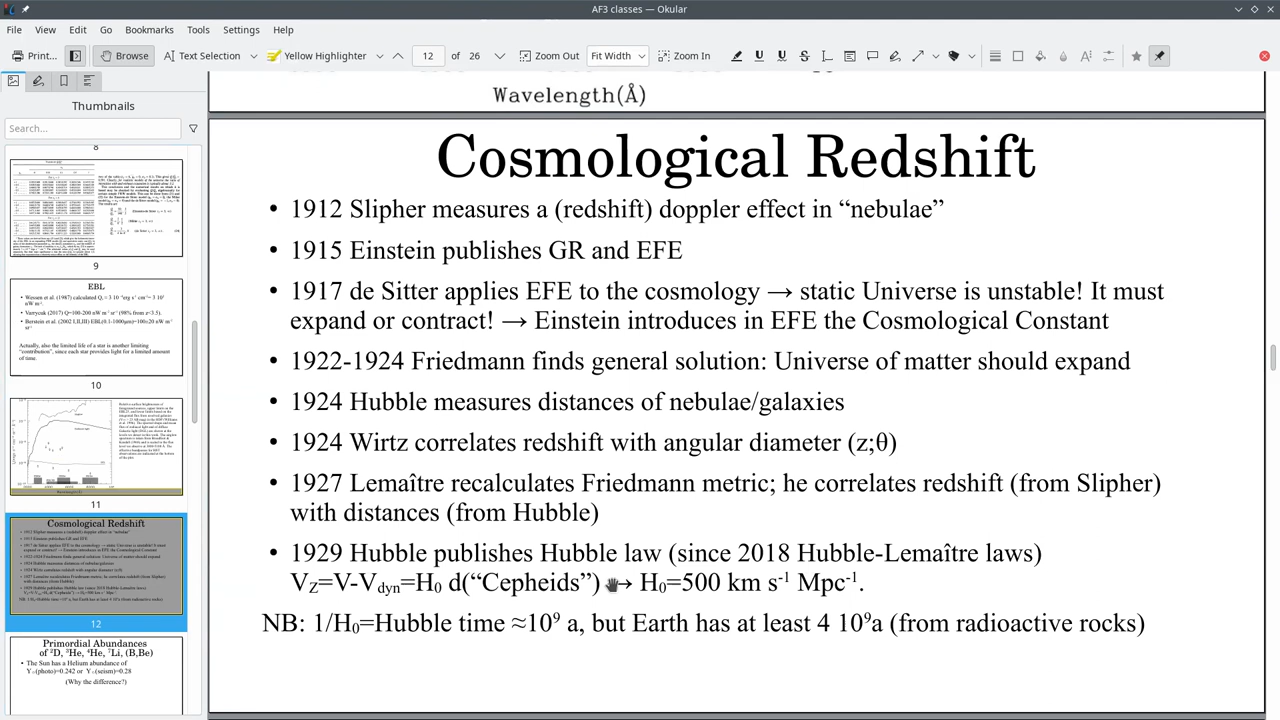 AF3 classes — Okular
File View Edit Go Bookmarks Tools Settings Help
Print... Browse Text Selection Yellow Highlighter 12 of 26 Zoom Out Fit Width Zoom In
Thumbnails
Search...
8
9
EBL
10
11
Cosmological Redshift
12
Primordial Abundances
of ²D, ³He, ⁴He, ⁷Li, (B,Be)
• The Sun has a Helium abundance of
(Why the difference?)
Wavelength(Å)
Cosmological Redshift
• 1912 Slipher measures a (redshift) doppler effect in “nebulae”
• 1915 Einstein publishes GR and EFE
• 1917 de Sitter applies EFE to the cosmology → static Universe is unstable! It must
expand or contract! → Einstein introduces in EFE the Cosmological Constant
• 1922-1924 Friedmann finds general solution: Universe of matter should expand
• 1924 Hubble measures distances of nebulae/galaxies
• 1924 Wirtz correlates redshift with angular diameter (z;θ)
• 1927 Lemaître recalculates Friedmann metric; he correlates redshift (from Slipher)
with distances (from Hubble)
• 1929 Hubble publishes Hubble law (since 2018 Hubble-Lemaître laws)
V_Z=V-V_dyn=H₀ d(“Cepheids”) → H₀=500 km s⁻¹ Mpc⁻¹.
NB: 1/H₀=Hubble time ≈10⁹ a, but Earth has at least 4 10⁹a (from radioactive rocks)